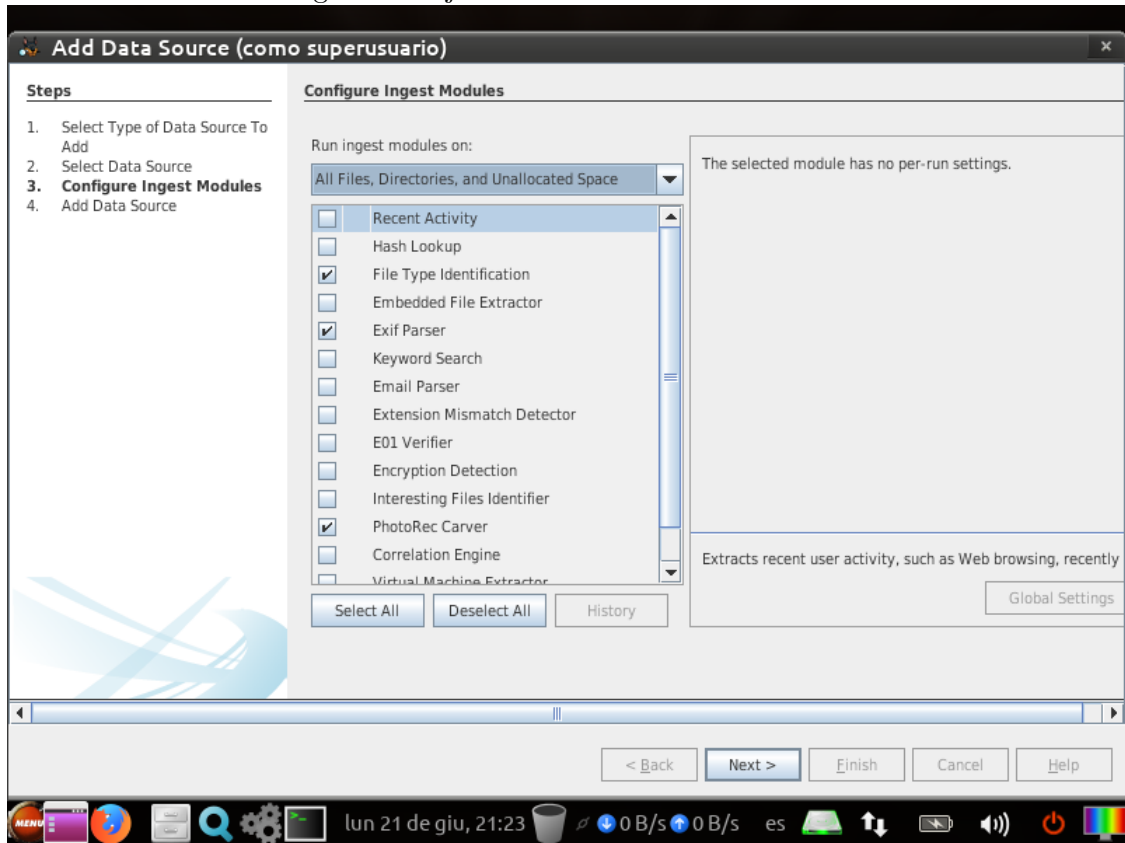 Add Data Source (como superusuario)
Steps
1. Select Type of Data Source To
Add
2. Select Data Source
3. Configure Ingest Modules
4. Add Data Source
Configure Ingest Modules
Run ingest modules on:
All Files, Directories, and Unallocated Space
Recent Activity
Hash Lookup
File Type Identification
Embedded File Extractor
Exif Parser
Keyword Search
Email Parser
Extension Mismatch Detector
E01 Verifier
Encryption Detection
Interesting Files Identifier
PhotoRec Carver
Correlation Engine
Virtual Machine Extractor
Select All Deselect All History
The selected module has no per-run settings.
Extracts recent user activity, such as Web browsing, recently
Global Settings
< Back Next > Finish Cancel Help
MENU lun 21 de giu, 21:23 0 B/s 0 B/s es